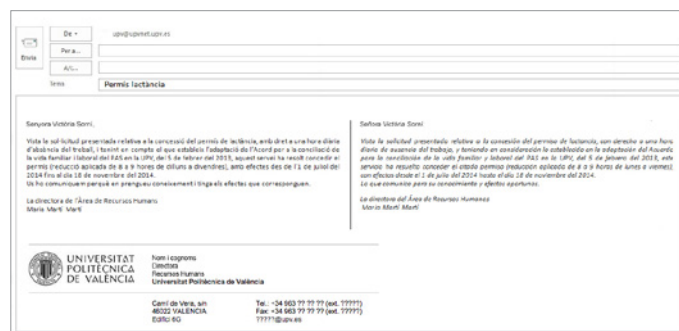 De
upv@upvnet.upv.es
Envia
Per a...
A/c...
Tema
Permís lactància
Senyora Victòria Sorní,
Vista la sol·licitud presentada relativa a la concessió del permís de lactància, amb dret a una hora diària
d'absència del treball, i tenint en compte el que estableix l'adaptació de l'Acord per a la conciliació de
la vida familiar i laboral del PAS en la UPV, del 5 de febrer del 2013, aquest servei ha resolt concedir el
permís (reducció aplicada de 8 a 9 hores de dilluns a divendres), amb efectes des de l'1 de juliol del
2014 fins al dia 18 de novembre del 2014.
Us ho comuniquem perquè en prengueu coneixement i tinga els efectes que corresponguen.
La directora de l'Àrea de Recursos Humans
Maria Martí Martí
Señora Victòria Sorní,
Vista la solicitud presentada relativa a la concesión del permiso de lactancia, con derecho a una hora
diaria de ausencia del trabajo, y teniendo en consideración lo establecido en la adaptación del Acuerdo
para la conciliación de la vida familiar y laboral del PAS en la UPV, del 5 de febrero del 2013, este
servicio ha resuelto conceder el citado permiso (reducción aplicada de 8 a 9 horas de lunes a viernes),
con efectos desde el 1 de julio del 2014 hasta el día 18 de noviembre del 2014.
Lo que comunico para su conocimiento y efectos oportunos.
La directora del Área de Recursos Humanos
Maria Martí Martí
UNIVERSITAT
POLITÈCNICA
DE VALÈNCIA
Nom i cognoms
Directora
Recursos Humans
Universitat Politècnica de València
Camí de Vera, s/n
46022 VALÈNCIA
Edifici 6G
Tel.: +34 963 ?? ?? ?? (ext. ?????)
Fax: +34 963 ?? ?? ?? (ext. ?????)
?????@upv.es